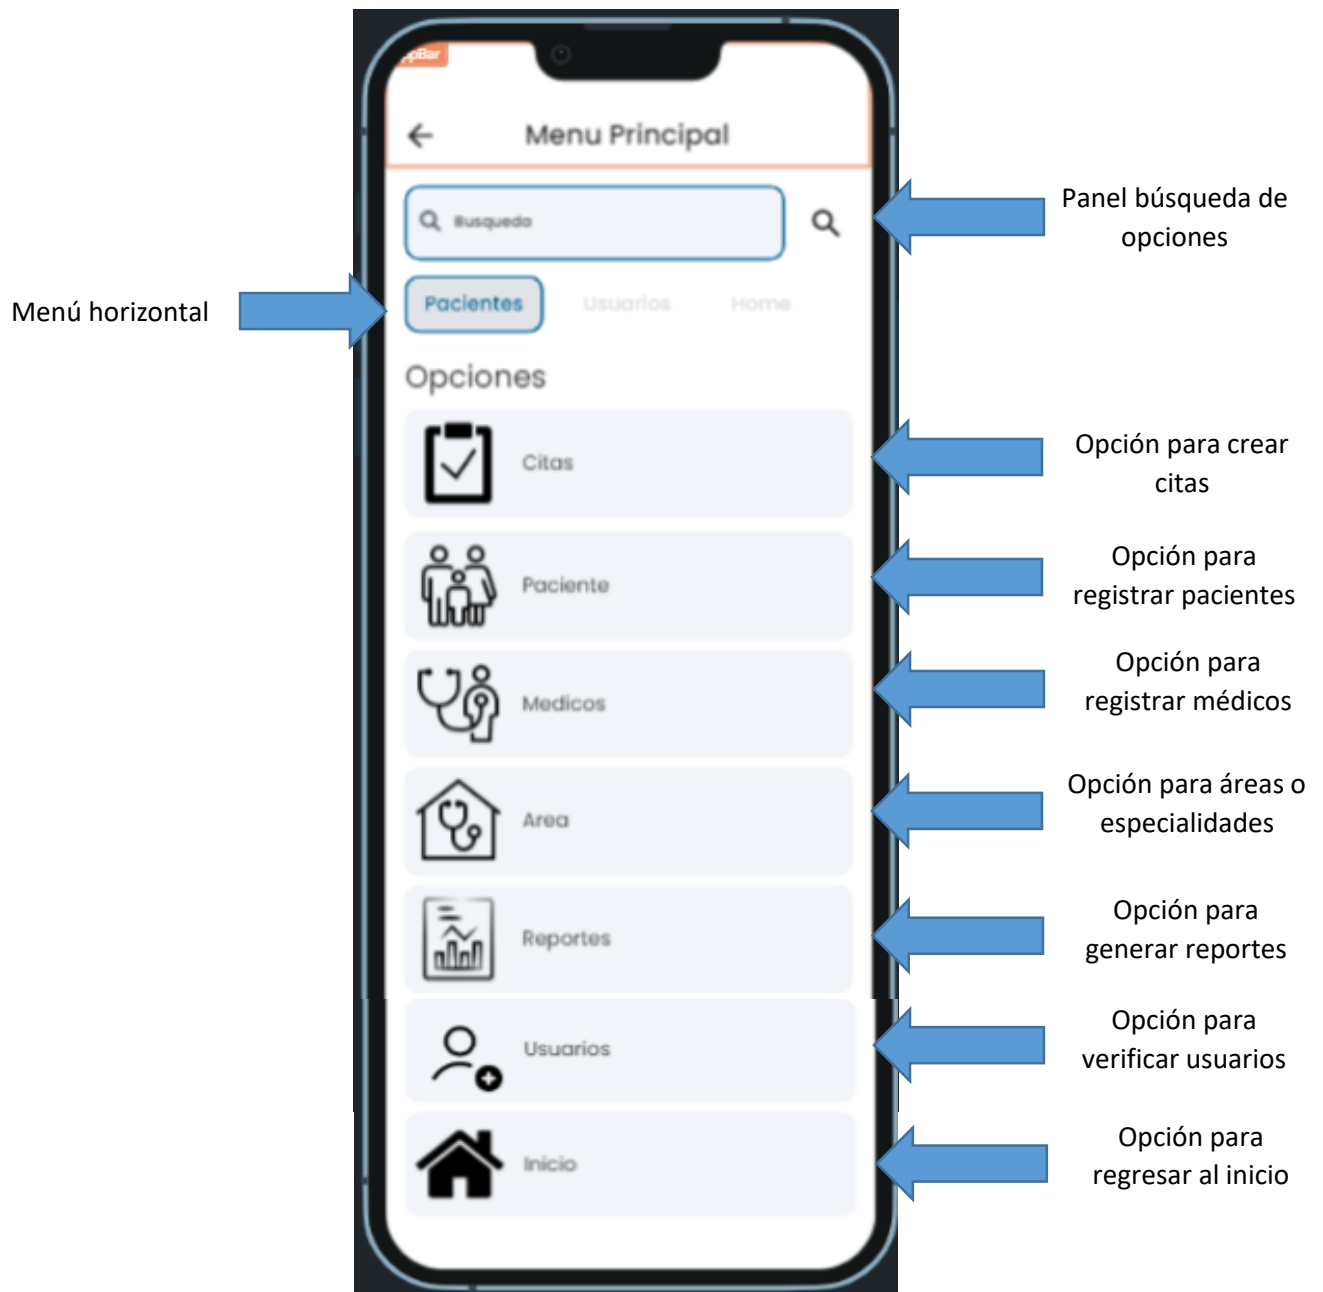 ppBar
Menu Principal
Busqueda
Panel búsqueda de
opciones
Menú horizontal
Pacientes
Usuarios
Home
Opciones
Citas
Opción para crear
citas
Paciente
Opción para
registrar pacientes
Medicos
Opción para
registrar médicos
Area
Opción para áreas o
especialidades
Reportes
Opción para
generar reportes
Usuarios
Opción para
verificar usuarios
Inicio
Opción para
regresar al inicio